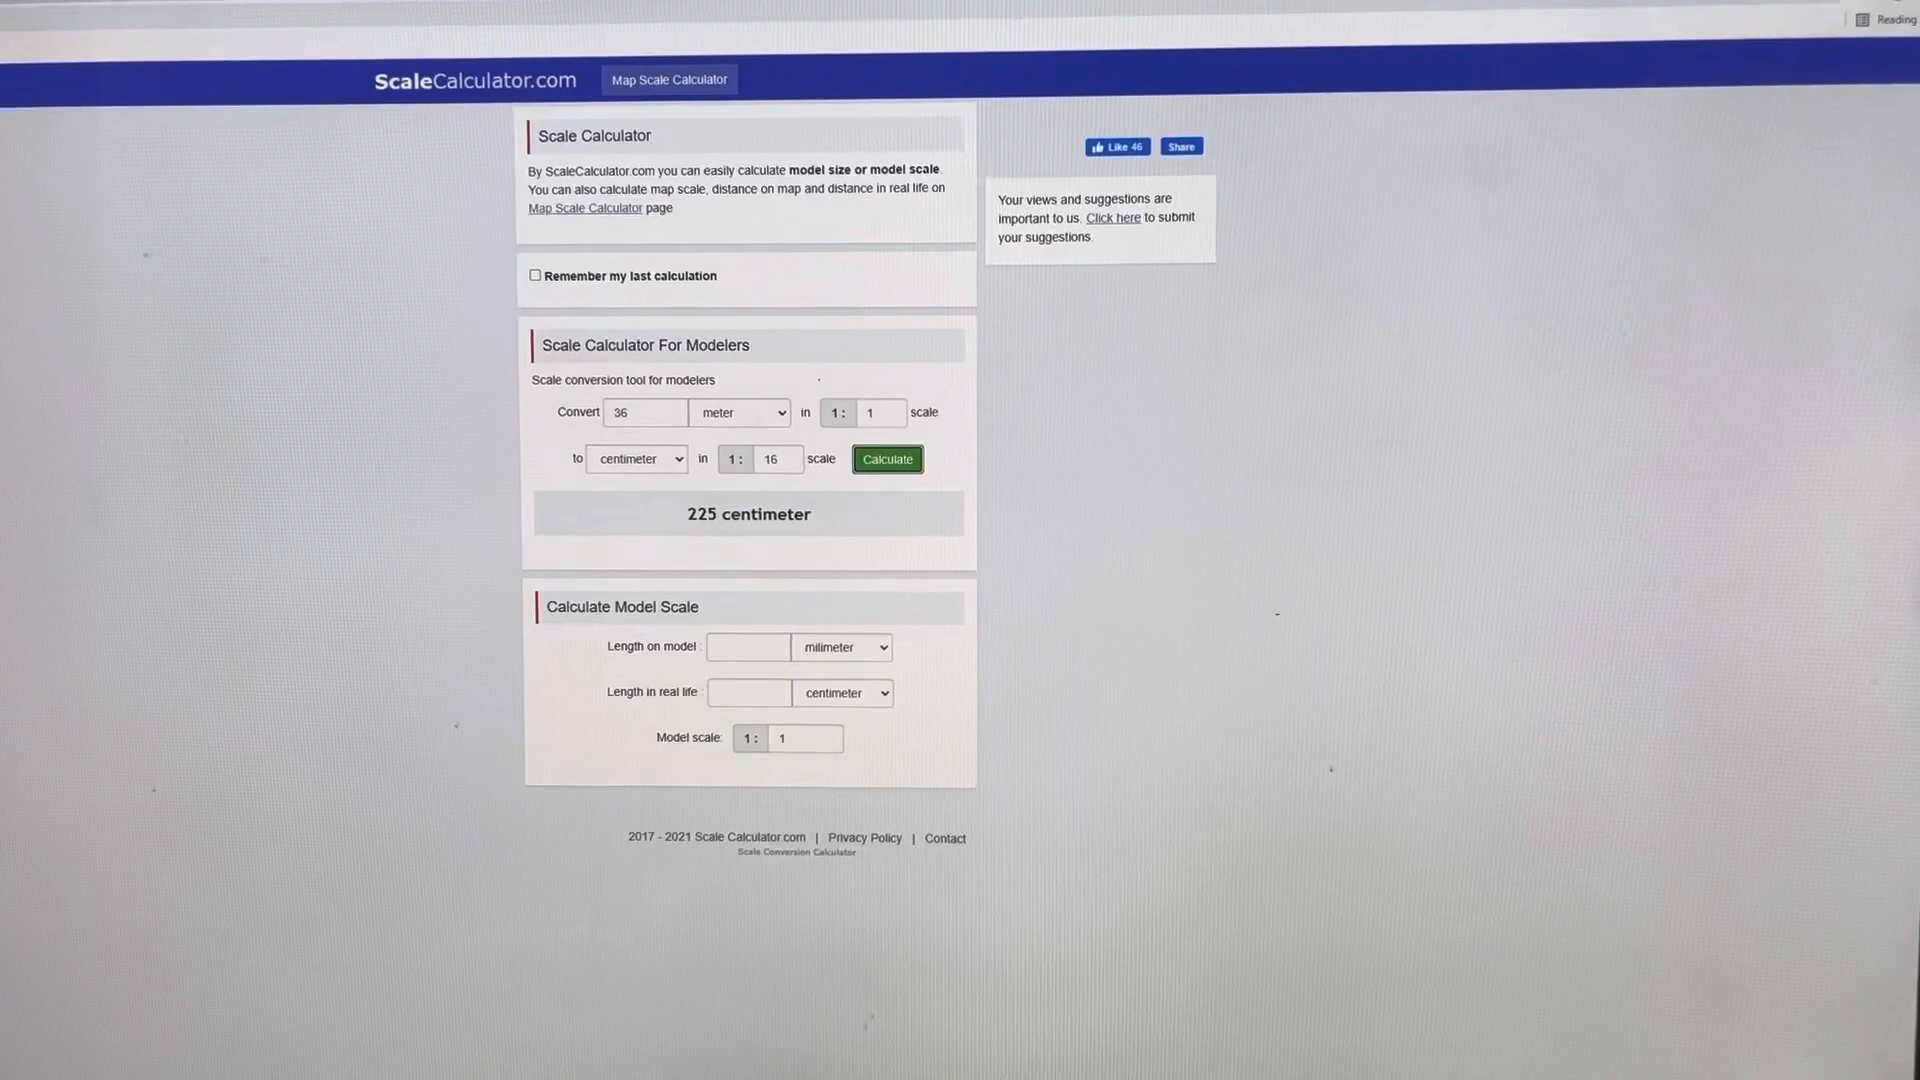 Reading
ScaleCalculator.com Map Scale Calculator
Scale Calculator
By ScaleCalculator.com you can easily calculate model size or model scale.
You can also calculate map scale, distance on map and distance in real life on
Map Scale Calculator page
Like 46 Share
Your views and suggestions are
important to us. Click here to submit
your suggestions.
Remember my last calculation
Scale Calculator For Modelers
Scale conversion tool for modelers
Convert 36 meter in 1 : 1 scale
to centimeter in 1 : 16 scale Calculate
225 centimeter
Calculate Model Scale
Length on model : milimeter
Length in real life : centimeter
Model scale: 1 : 1
2017 - 2021 Scale Calculator.com | Privacy Policy | Contact
Scale Conversion Calculator